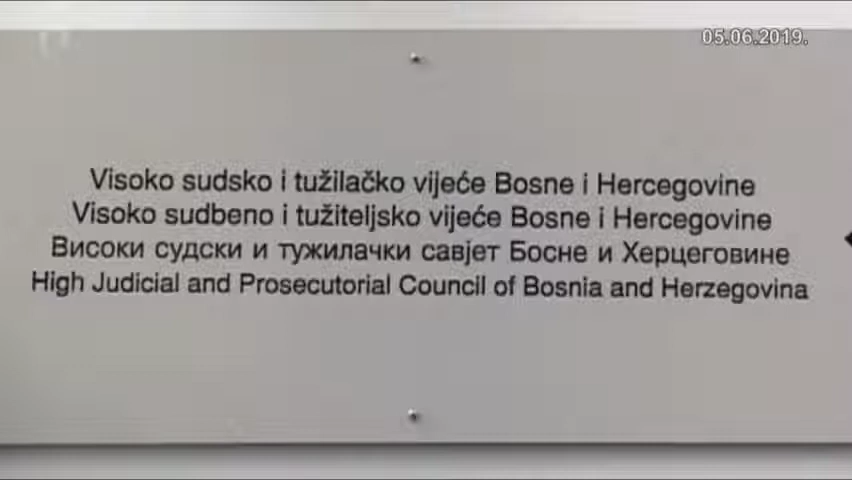 05.06.2019.
Visoko sudsko i tužilačko vijeće Bosne i Hercegovine
Visoko sudbeno i tužiteljsko vijeće Bosne i Hercegovine
Високи судски и тужилачки савјет Босне и Херцеговине
High Judicial and Prosecutorial Council of Bosnia and Herzegovina